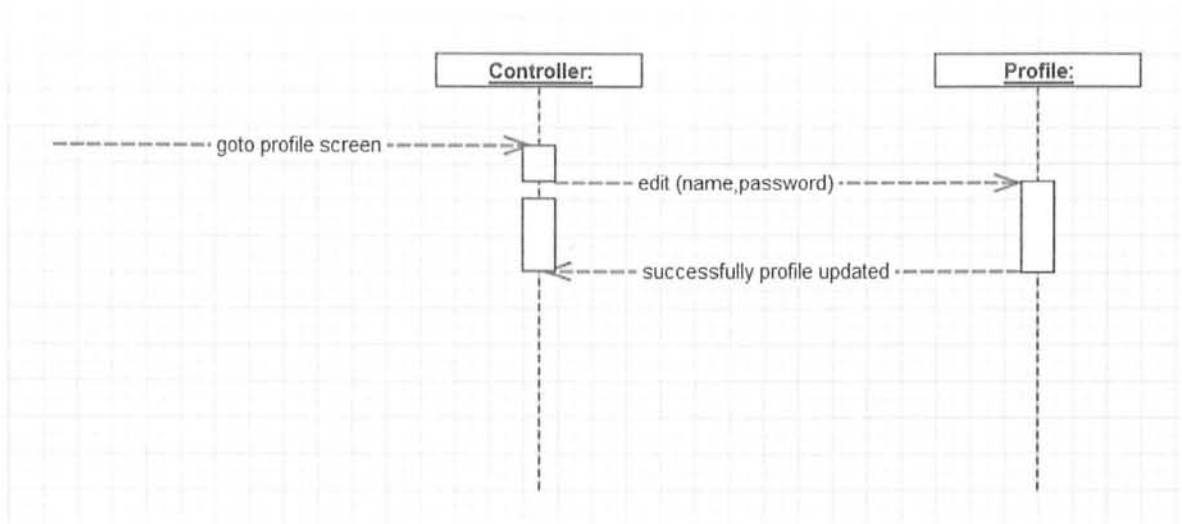 Controller:
Profile:
goto profile screen
edit (name,password)
successfully profile updated